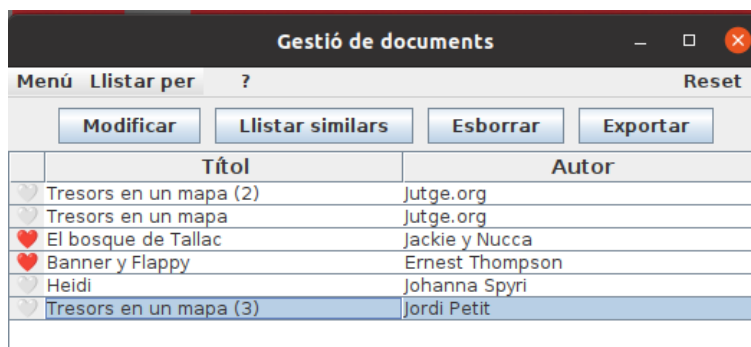 Gestió de documents
Menú Llistar per ? Reset
Modificar Llistar similars Esborrar Exportar
Títol Autor
Tresors en un mapa (2) Jutge.org
Tresors en un mapa Jutge.org
El bosque de Tallac Jackie y Nucca
Banner y Flappy Ernest Thompson
Heidi Johanna Spyri
Tresors en un mapa (3) Jordi Petit